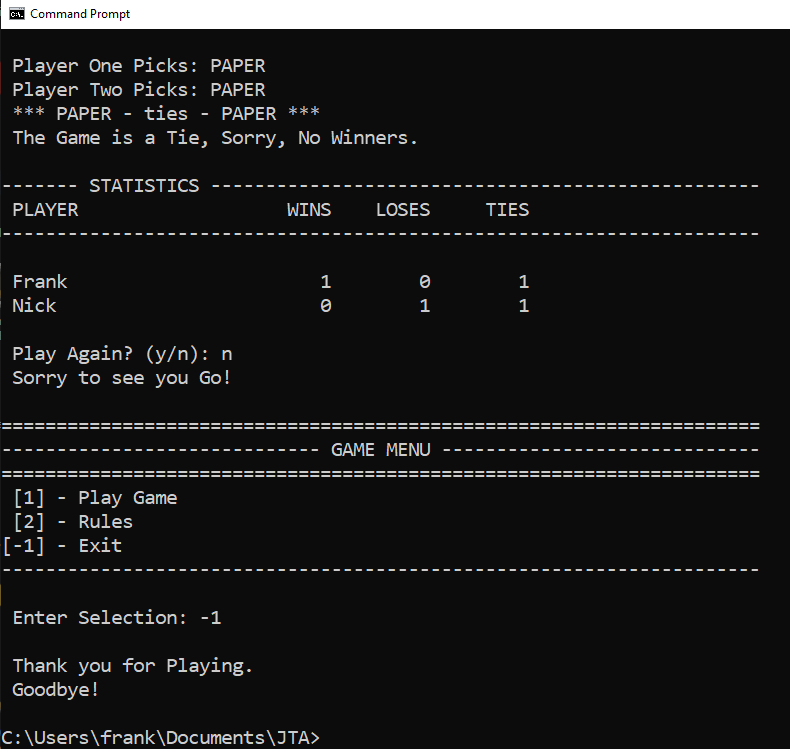 Command Prompt
Player One Picks: PAPER
Player Two Picks: PAPER
*** PAPER - ties - PAPER ***
The Game is a Tie, Sorry, No Winners.
------- STATISTICS --------------------------------------------------
PLAYER                   WINS    LOSES     TIES
---------------------------------------------------------------------
Frank                       1        0        1
Nick                        0        1        1
Play Again? (y/n): n
Sorry to see you Go!
=====================================================================
----------------------------- GAME MENU -----------------------------
=====================================================================
[1] - Play Game
[2] - Rules
[-1] - Exit
---------------------------------------------------------------------
Enter Selection: -1
Thank you for Playing.
Goodbye!
C:\Users\frank\Documents\JTA>